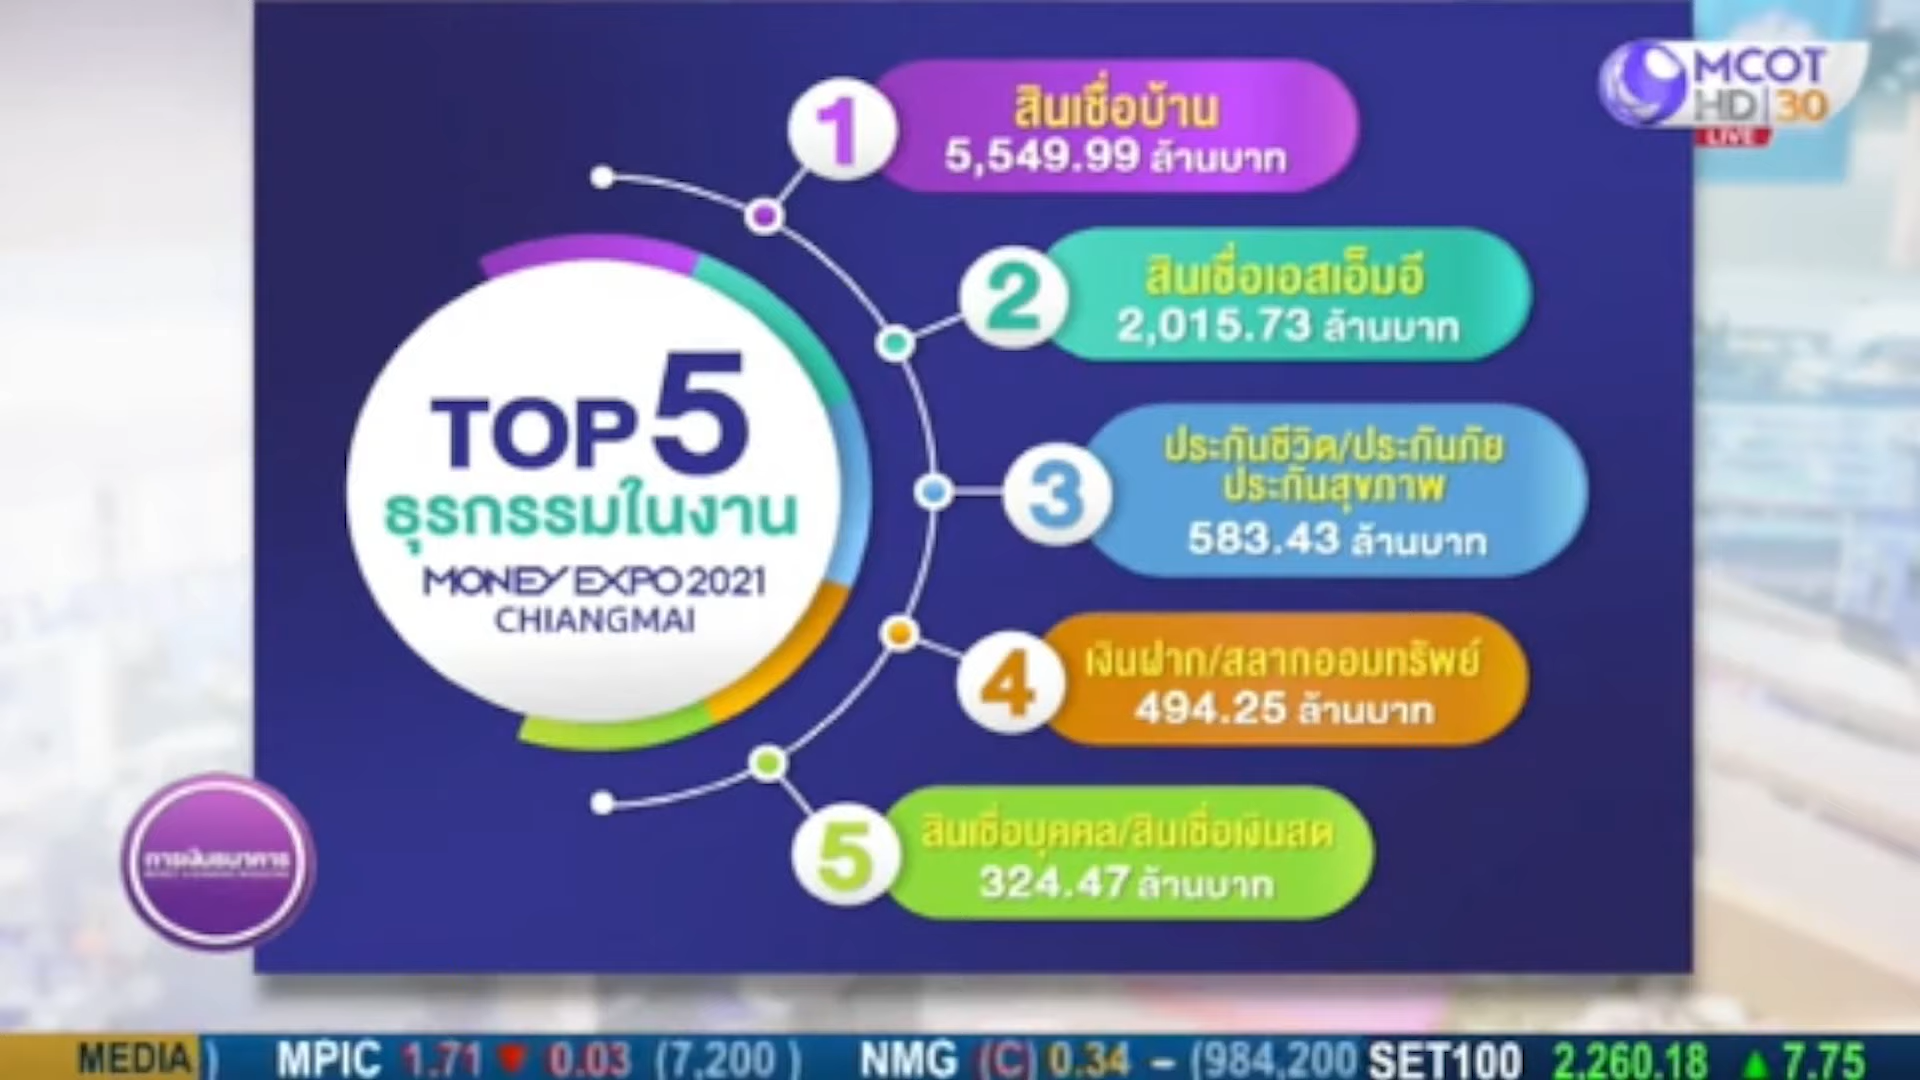 MCOT
HD 30
LIVE
TOP 5
ธุรกรรมในงาน
MONEY EXPO 2021
CHIANGMAI
1
สินเชื่อบ้าน
5,549.99 ล้านบาท
2
สินเชื่อเอสเอ็มอี
2,015.73 ล้านบาท
3
ประกันชีวิต/ประกันภัย
ประกันสุขภาพ
583.43 ล้านบาท
4
เงินฝาก/สลากออมทรัพย์
494.25 ล้านบาท
5
สินเชื่อบุคคล/สินเชื่อเงินสด
324.47 ล้านบาท
การเงินธนาคาร
MEDIA ) MPIC 1.71 ▼ 0.03 (7,200 ) NMG (C) 0.34 – (984,200 SET100 2,260.18 ▲ 7.75